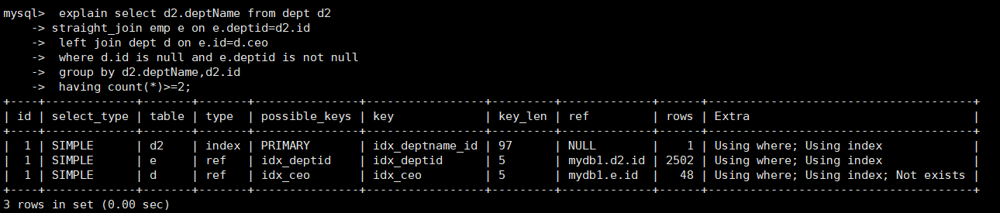 mysql>  explain select d2.deptName from dept d2
    -> straight_join emp e on e.deptid=d2.id
    ->  left join dept d on e.id=d.ceo
    ->  where d.id is null and e.deptid is not null
    ->  group by d2.deptName,d2.id
    ->  having count(*)>=2;
+----+-------------+-------+-------+---------------+-----------------+---------+-------------+------+--------------------------------------+
| id | select_type | table | type  | possible_keys | key             | key_len | ref         | rows | Extra                                |
+----+-------------+-------+-------+---------------+-----------------+---------+-------------+------+--------------------------------------+
|  1 | SIMPLE      | d2    | index | PRIMARY       | idx_deptname_id | 97      | NULL        |    1 | Using where; Using index             |
|  1 | SIMPLE      | e     | ref   | idx_deptid    | idx_deptid      | 5       | mydb1.d2.id | 2502 | Using where; Using index             |
|  1 | SIMPLE      | d     | ref   | idx_ceo       | idx_ceo         | 5       | mydb1.e.id  |   48 | Using where; Using index; Not exists |
+----+-------------+-------+-------+---------------+-----------------+---------+-------------+------+--------------------------------------+
3 rows in set (0.00 sec)